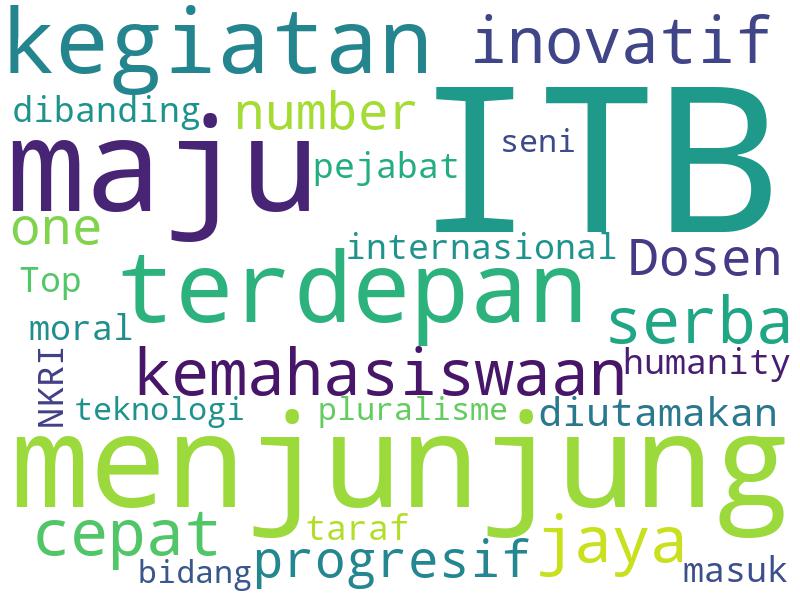 kegiatan inovatif
dibanding number ITB
maju pejabat seni
one internasional Dosen
Top terdepan serba
moral
NKRI kemahasiswaan humanity
teknologi pluralisme diutamakan
menjunjung
cepat taraf jaya
bidang progresif masuk